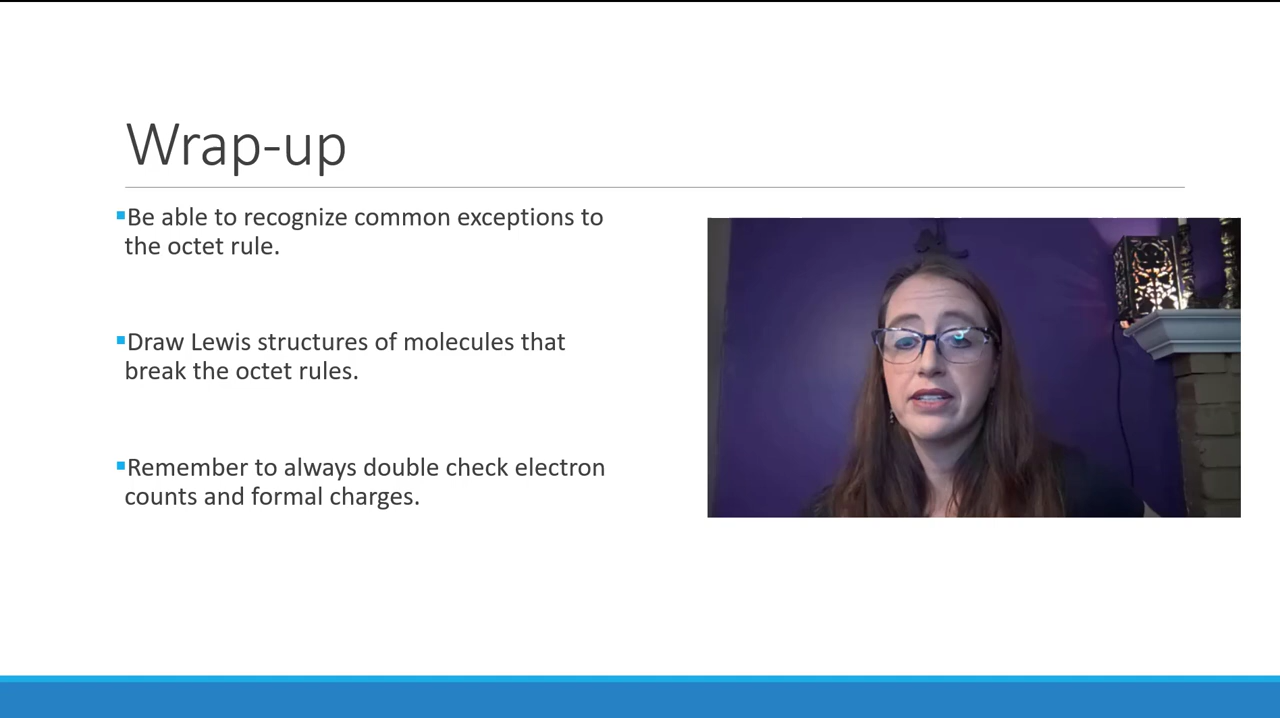 Wrap-up
▪Be able to recognize common exceptions to
the octet rule.
▪Draw Lewis structures of molecules that
break the octet rules.
▪Remember to always double check electron
counts and formal charges.